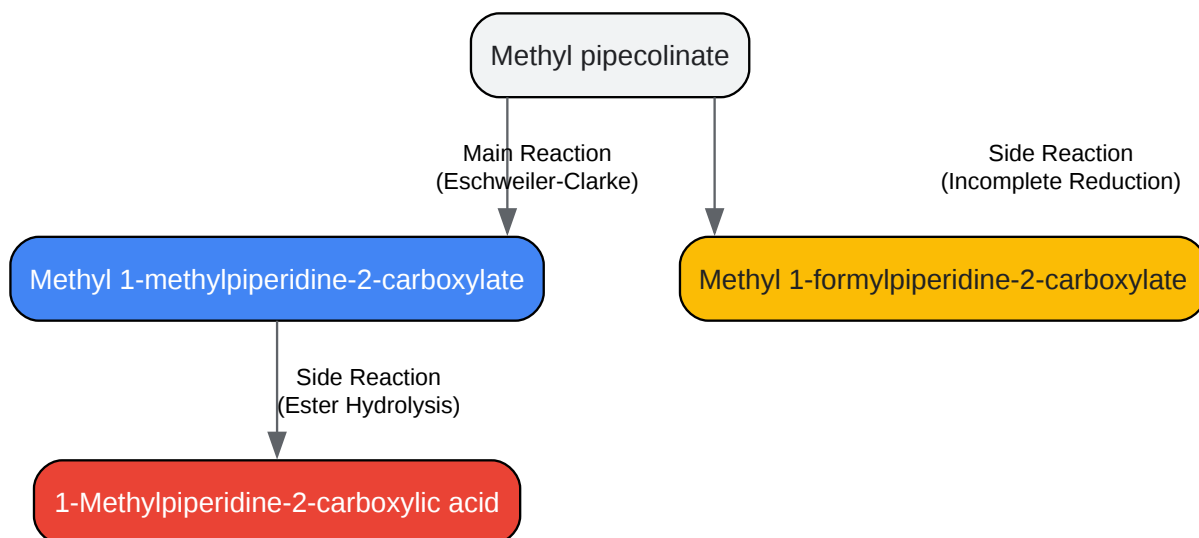 Methyl pipecolinate
Main Reaction
(Eschweiler-Clarke)
Side Reaction
(Incomplete Reduction)
Methyl 1-methylpiperidine-2-carboxylate
Methyl 1-formylpiperidine-2-carboxylate
Side Reaction
(Ester Hydrolysis)
1-Methylpiperidine-2-carboxylic acid